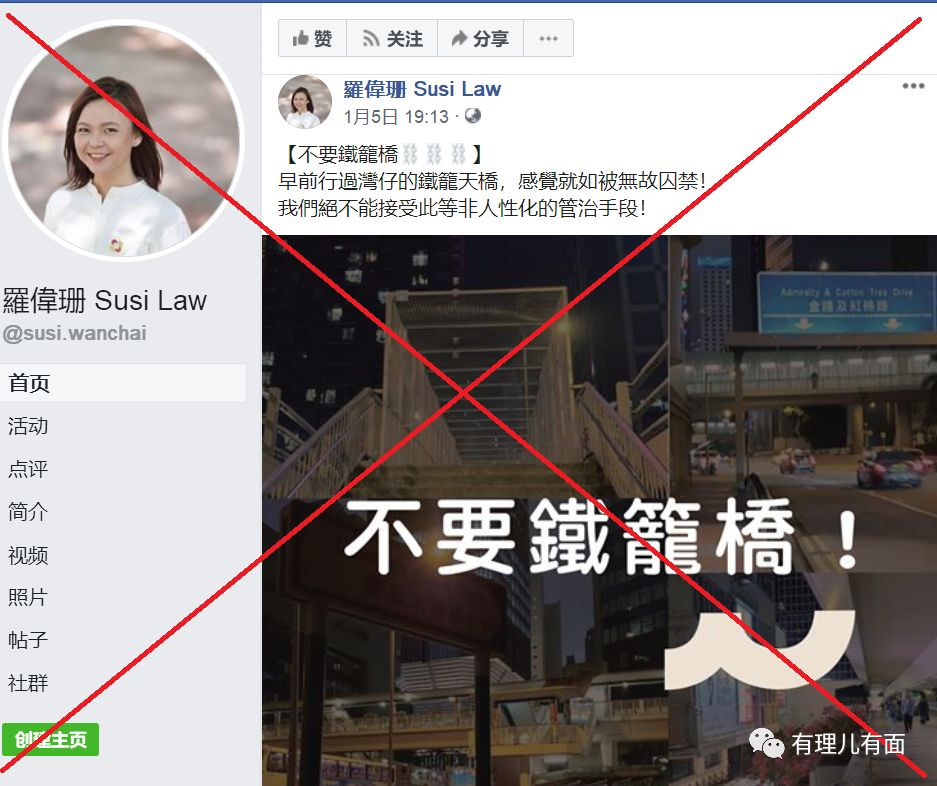 赞
关注
分享
羅偉珊 Susi Law
1月5日 19:13
【不要鐵籠橋⛓⛓⛓】
早前行過灣仔的鐵籠天橋，感覺就如被無故囚禁！
我們絕不能接受此等非人性化的管治手段！
羅偉珊 Susi Law
@susi.wanchai
首页
活动
点评
简介
视频
照片
帖子
社群
创建主页
Admiralty & Cotton Tree Drive
金鐘及紅棉路
不要鐵籠橋！
有理儿有面